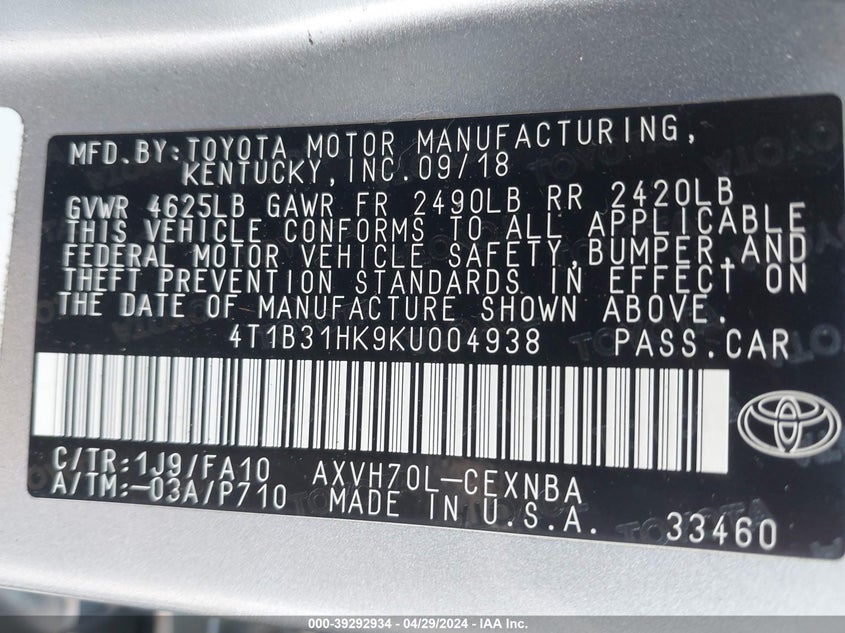 MFD.BY:TOYOTA MOTOR MANUFACTURING,
KENTUCKY,INC.09/18
GVWR 4625LB GAWR FR 2490LB RR 2420LB
THIS VEHICLE CONFORMS TO ALL APPLICABLE
FEDERAL MOTOR VEHICLE SAFETY,BUMPER,AND
THEFT PREVENTION STANDARDS IN EFFECT ON
THE DATE OF MANUFACTURE SHOWN ABOVE.
4T1B31HK9KU004938 PASS.CAR
C/TR:1J9/FA10 AXVH70L-CEXNBA
A/TM:-03A/P710 MADE IN U.S.A. 33460
000-39292934 - 04/29/2024 - IAA Inc.